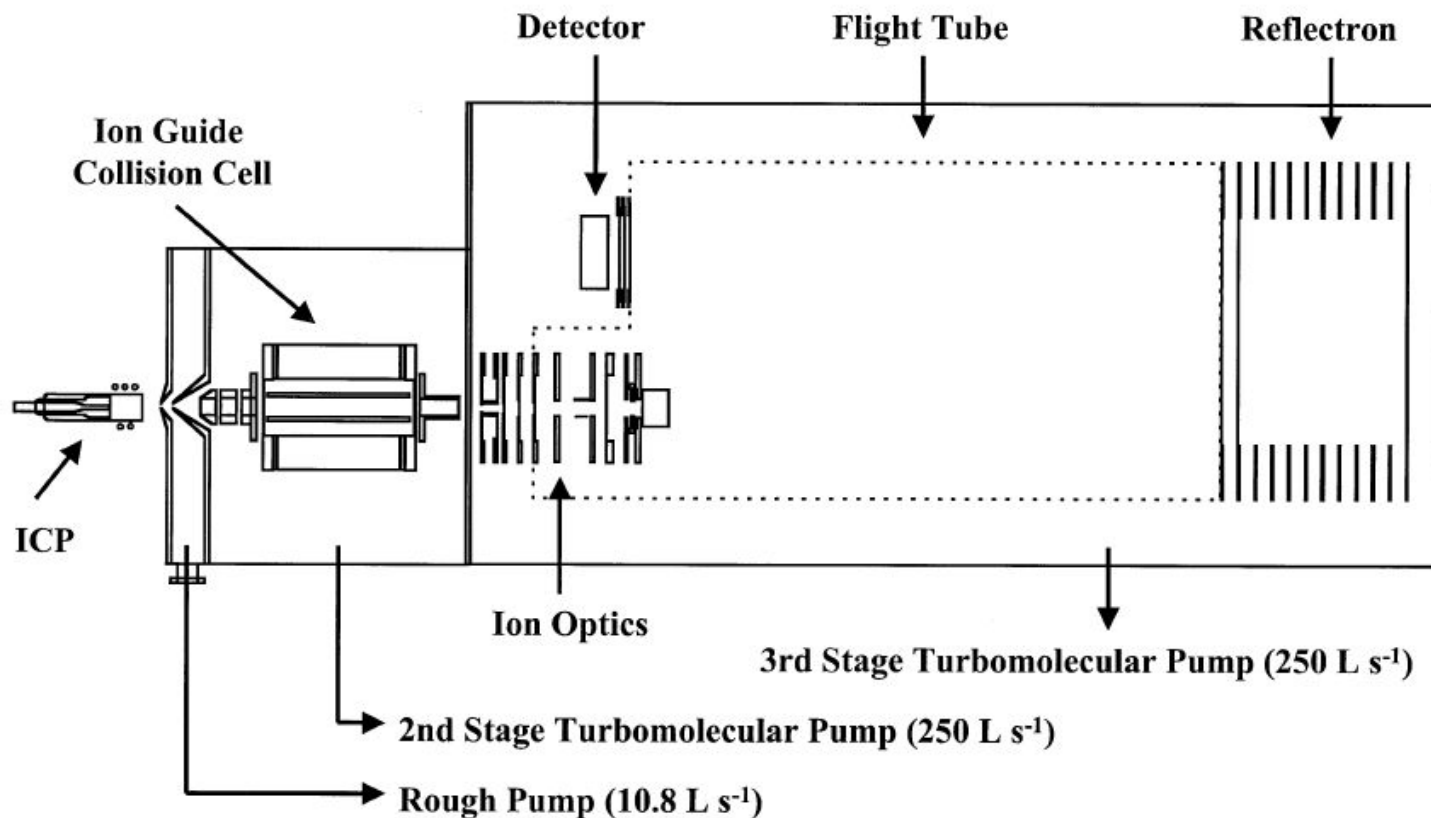 Detector
Flight Tube
Reflectron
Ion Guide
Collision Cell
ICP
Ion Optics
3rd Stage Turbomolecular Pump (250 L s⁻¹)
2nd Stage Turbomolecular Pump (250 L s⁻¹)
Rough Pump (10.8 L s⁻¹)